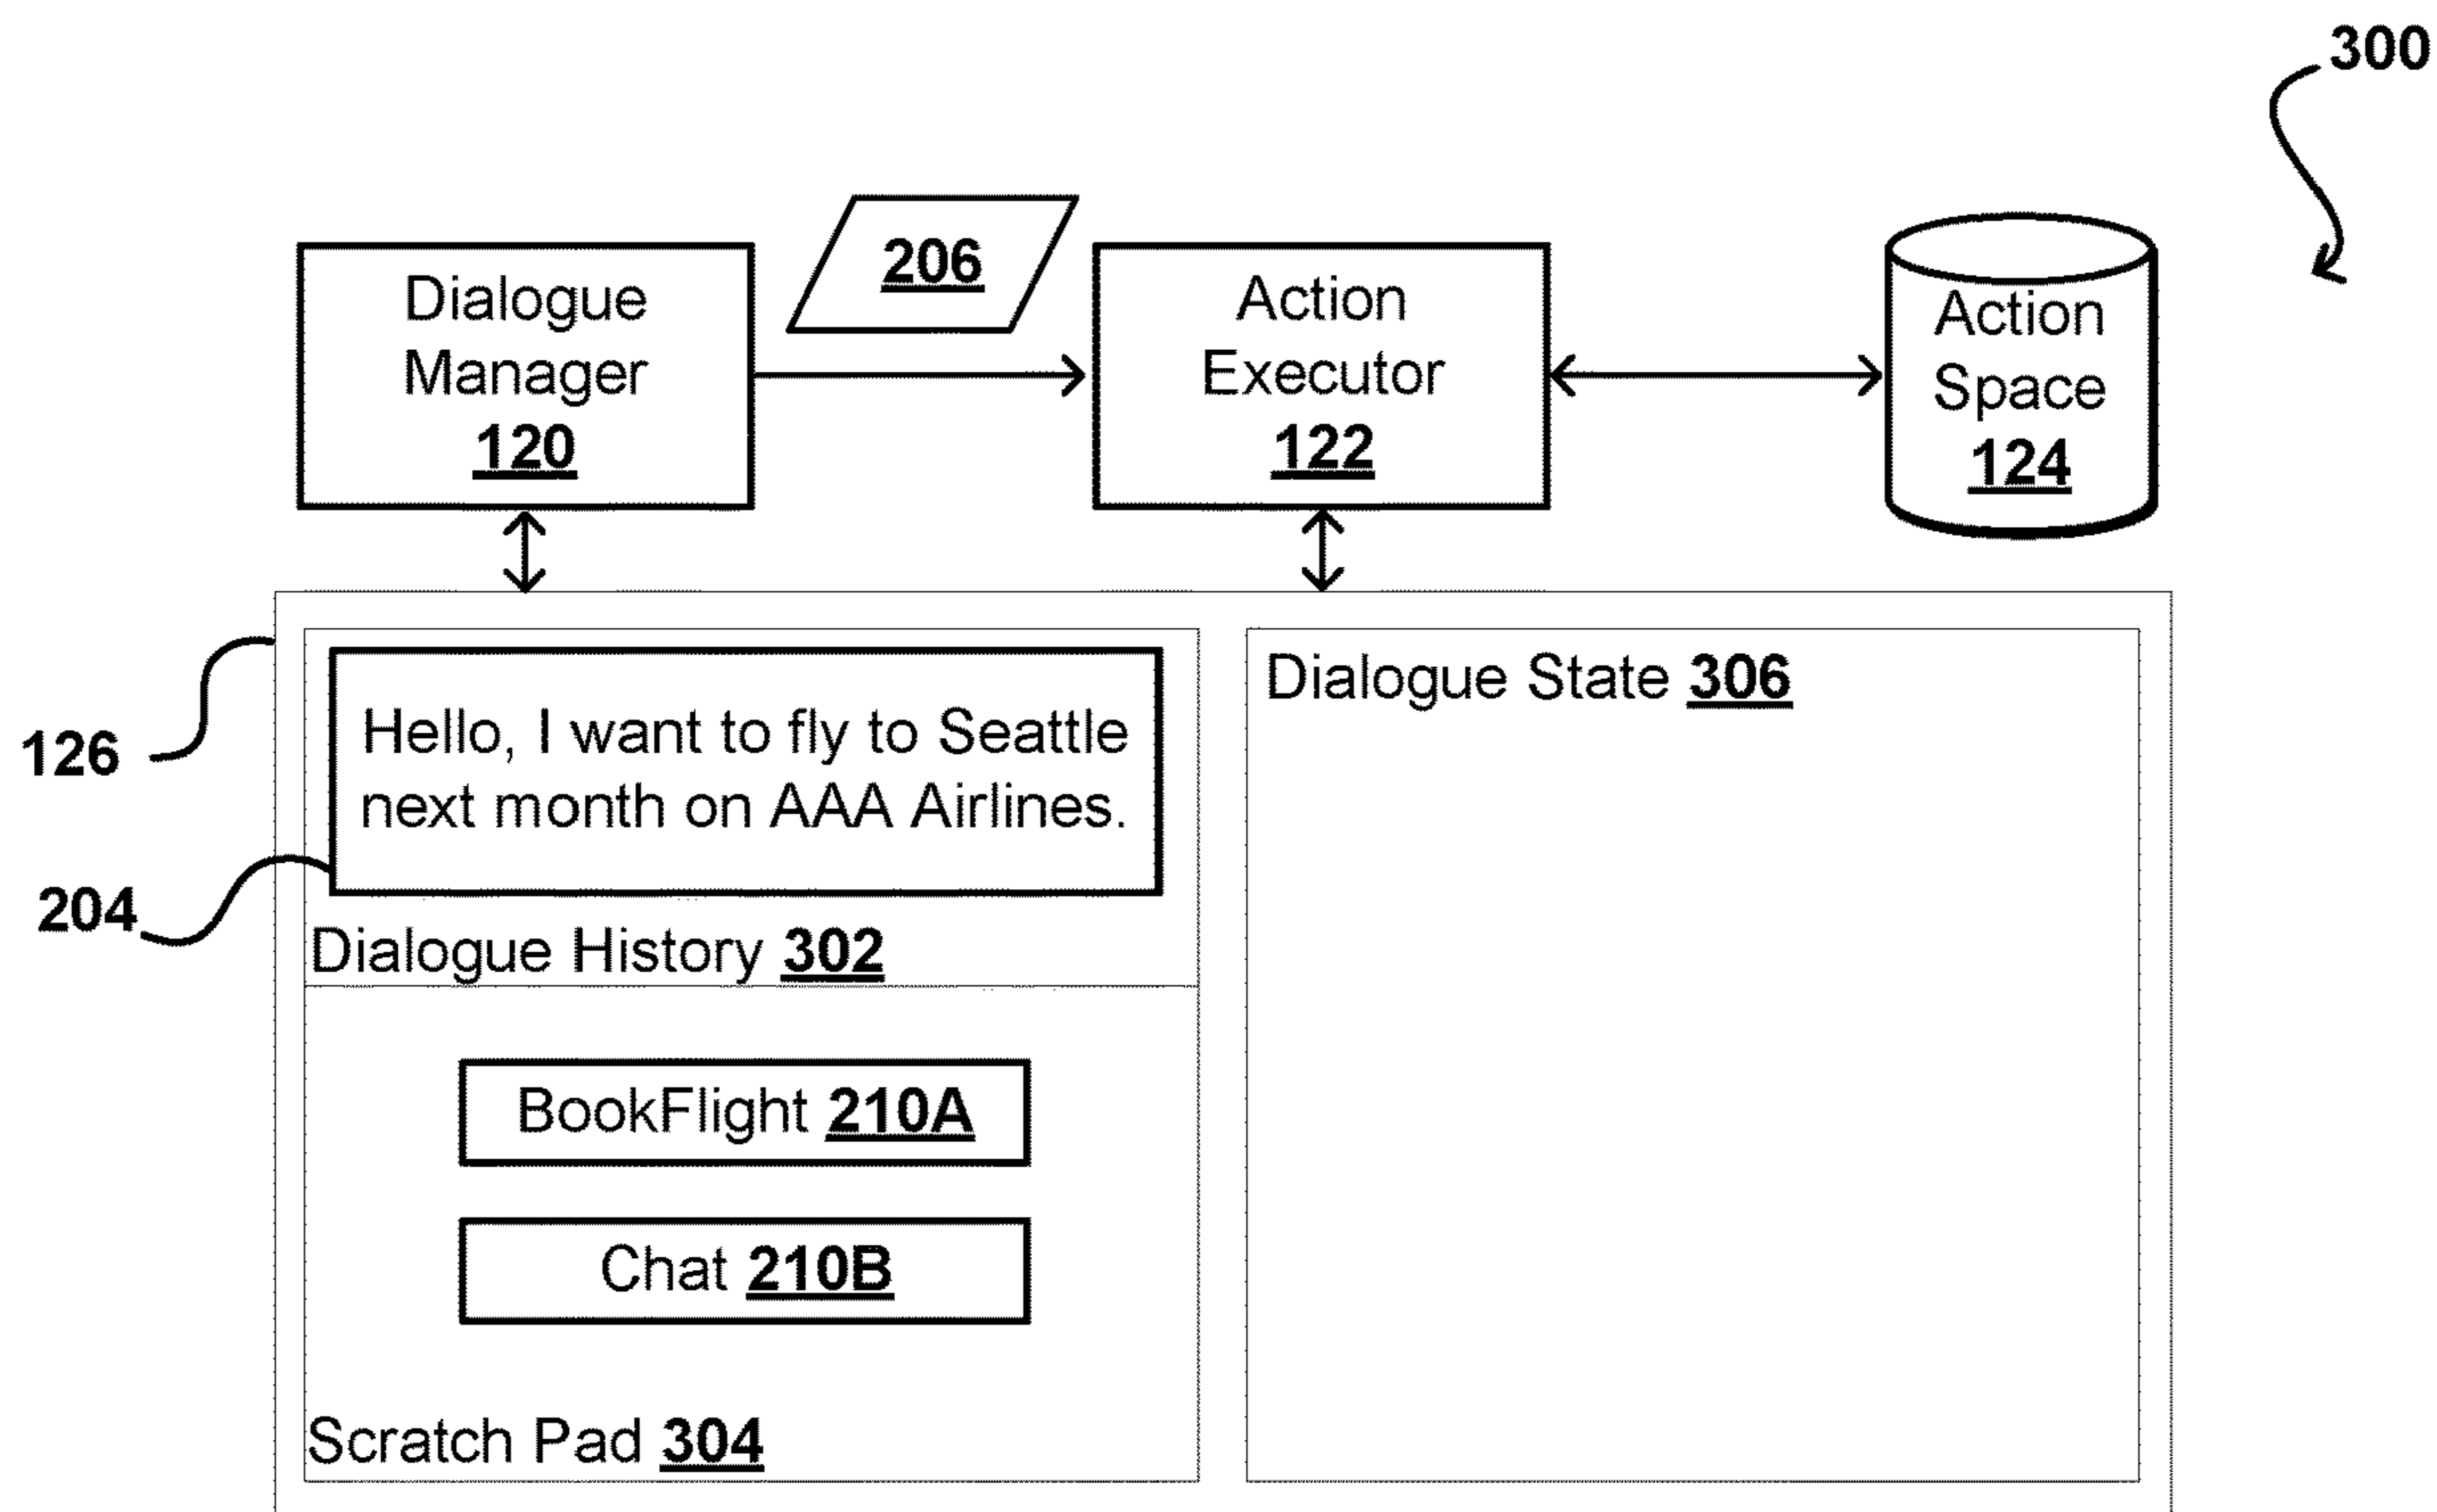 300
206
Dialogue
Manager
120
Action
Executor
122
Action
Space
124
126
Hello, I want to fly to Seattle
next month on AAA Airlines.
204
Dialogue History 302
BookFlight 210A
Chat 210B
Scratch Pad 304
Dialogue State 306